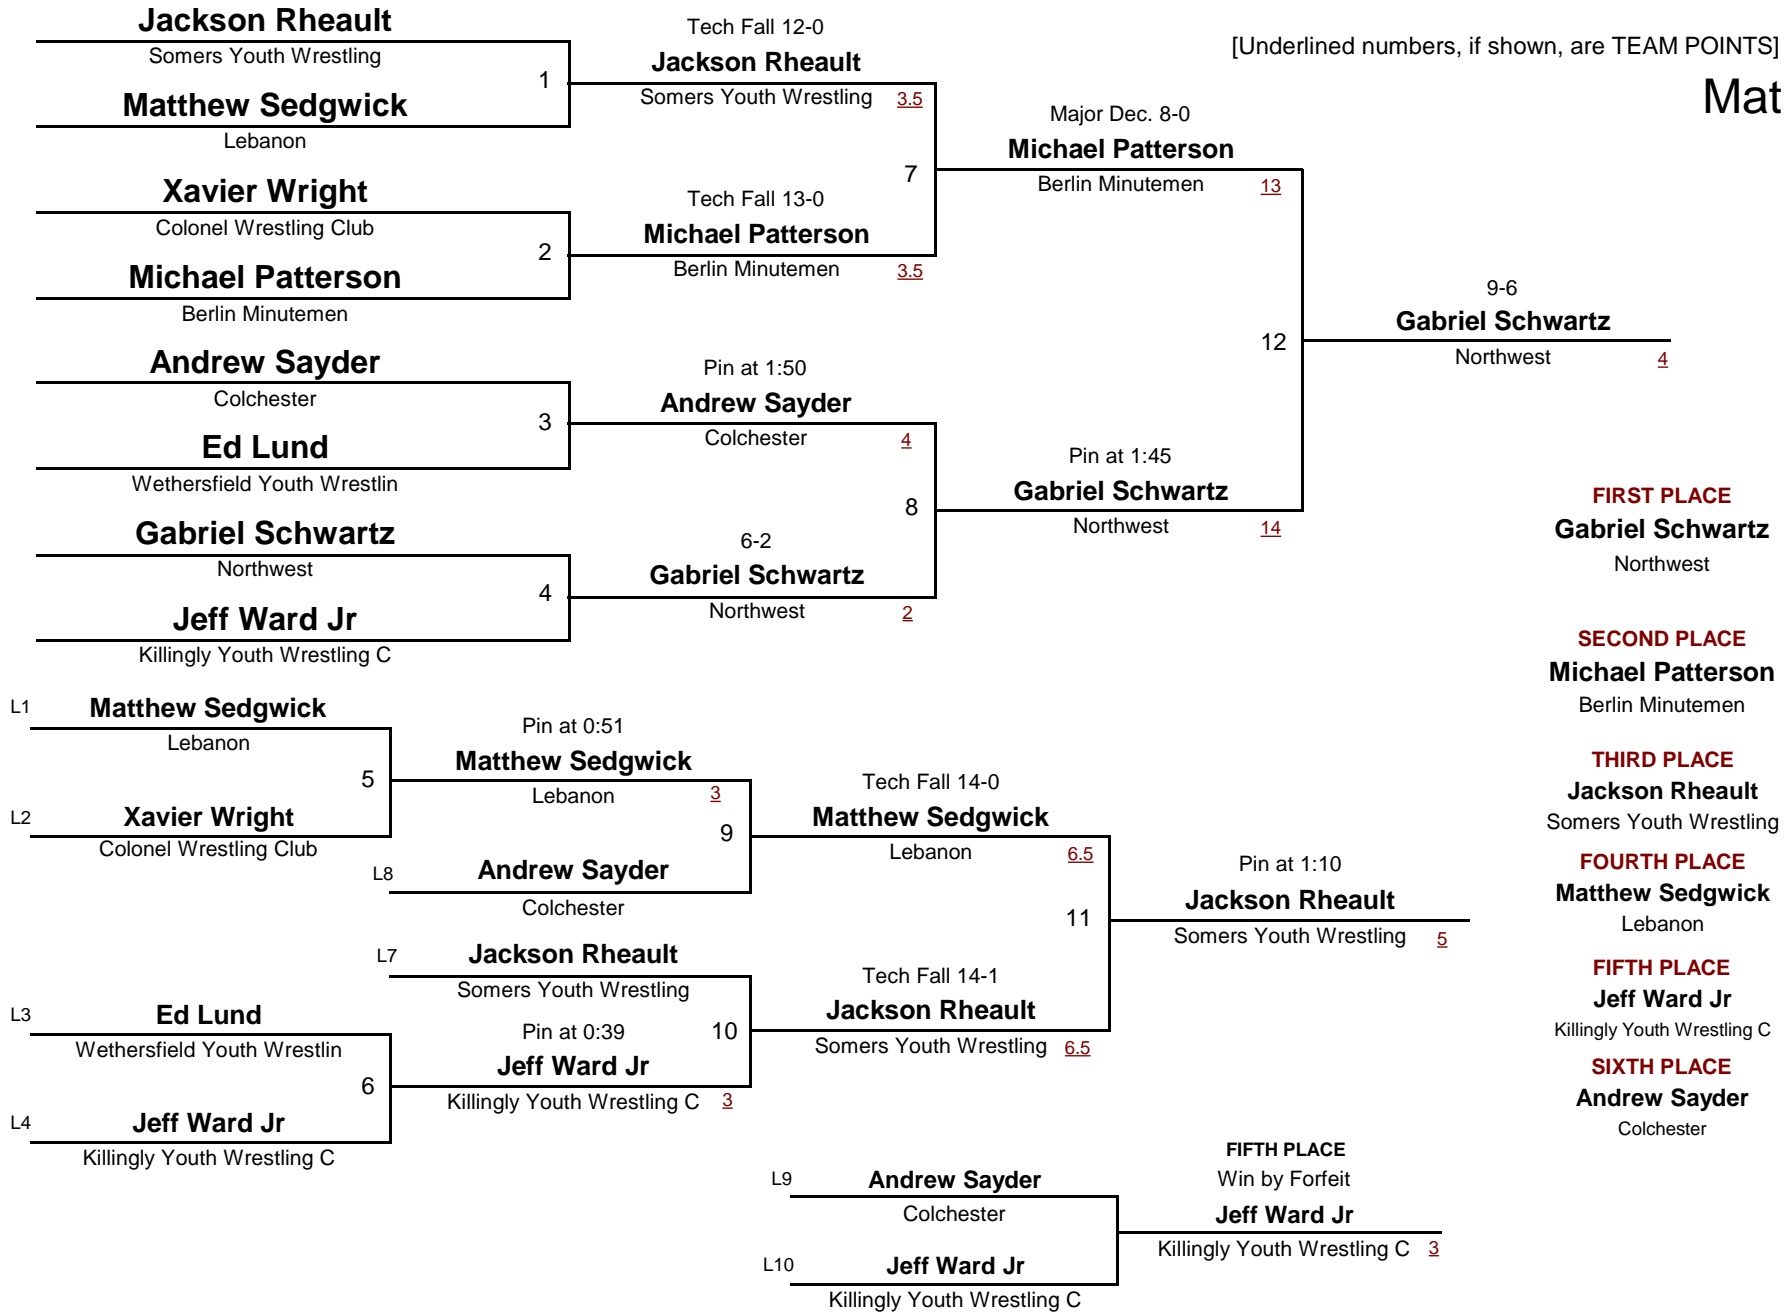 Jackson Rheault
Somers Youth Wrestling
1
Matthew Sedgwick
Lebanon
Xavier Wright
Colonel Wrestling Club
2
Michael Patterson
Berlin Minutemen
Andrew Sayder
Colchester
3
Ed Lund
Wethersfield Youth Wrestlin
Gabriel Schwartz
Northwest
4
Jeff Ward Jr
Killingly Youth Wrestling C
Tech Fall 12-0
Jackson Rheault
Somers Youth Wrestling 3.5
7
Tech Fall 13-0
Michael Patterson
Berlin Minutemen 3.5
Pin at 1:50
Andrew Sayder
Colchester 4
8
6-2
Gabriel Schwartz
Northwest 2
Major Dec. 8-0
Michael Patterson
Berlin Minutemen 13
12
Pin at 1:45
Gabriel Schwartz
Northwest 14
9-6
Gabriel Schwartz
Northwest 4
[Underlined numbers, if shown, are TEAM POINTS]
Mat
L1 Matthew Sedgwick
Lebanon
5
L2 Xavier Wright
Colonel Wrestling Club
L3 Ed Lund
Wethersfield Youth Wrestlin
6
L4 Jeff Ward Jr
Killingly Youth Wrestling C
Pin at 0:51
Matthew Sedgwick
Lebanon 3
9
L8 Andrew Sayder
Colchester
L7 Jackson Rheault
Somers Youth Wrestling
10
Pin at 0:39
Jeff Ward Jr
Killingly Youth Wrestling C 3
Tech Fall 14-0
Matthew Sedgwick
Lebanon 6.5
11
Tech Fall 14-1
Jackson Rheault
Somers Youth Wrestling 6.5
Pin at 1:10
Jackson Rheault
Somers Youth Wrestling 5
L9 Andrew Sayder
Colchester
L10 Jeff Ward Jr
Killingly Youth Wrestling C
FIFTH PLACE
Win by Forfeit
Jeff Ward Jr
Killingly Youth Wrestling C 3
FIRST PLACE
Gabriel Schwartz
Northwest
SECOND PLACE
Michael Patterson
Berlin Minutemen
THIRD PLACE
Jackson Rheault
Somers Youth Wrestling
FOURTH PLACE
Matthew Sedgwick
Lebanon
FIFTH PLACE
Jeff Ward Jr
Killingly Youth Wrestling C
SIXTH PLACE
Andrew Sayder
Colchester